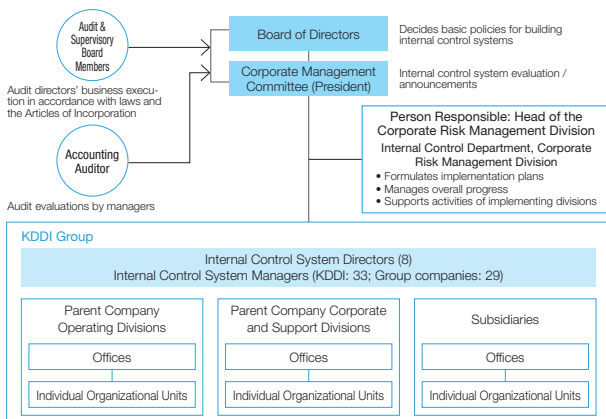 Audit &
Supervisory
Board
Members
Audit directors' business execu-
tion in accordance with laws and
the Articles of Incorporation
Accounting
Auditor
Audit evaluations by managers
Board of Directors
Decides basic policies for building
internal control systems
Corporate Management
Committee (President)
Internal control system evaluation /
announcements
Person Responsible: Head of the
Corporate Risk Management Division
Internal Control Department, Corporate
Risk Management Division
• Formulates implementation plans
• Manages overall progress
• Supports activities of implementing divisions
KDDI Group
Internal Control System Directors (8)
Internal Control System Managers (KDDI: 33; Group companies: 29)
Parent Company
Operating Divisions
Offices
Individual Organizational Units
Parent Company Corporate
and Support Divisions
Offices
Individual Organizational Units
Subsidiaries
Offices
Individual Organizational Units